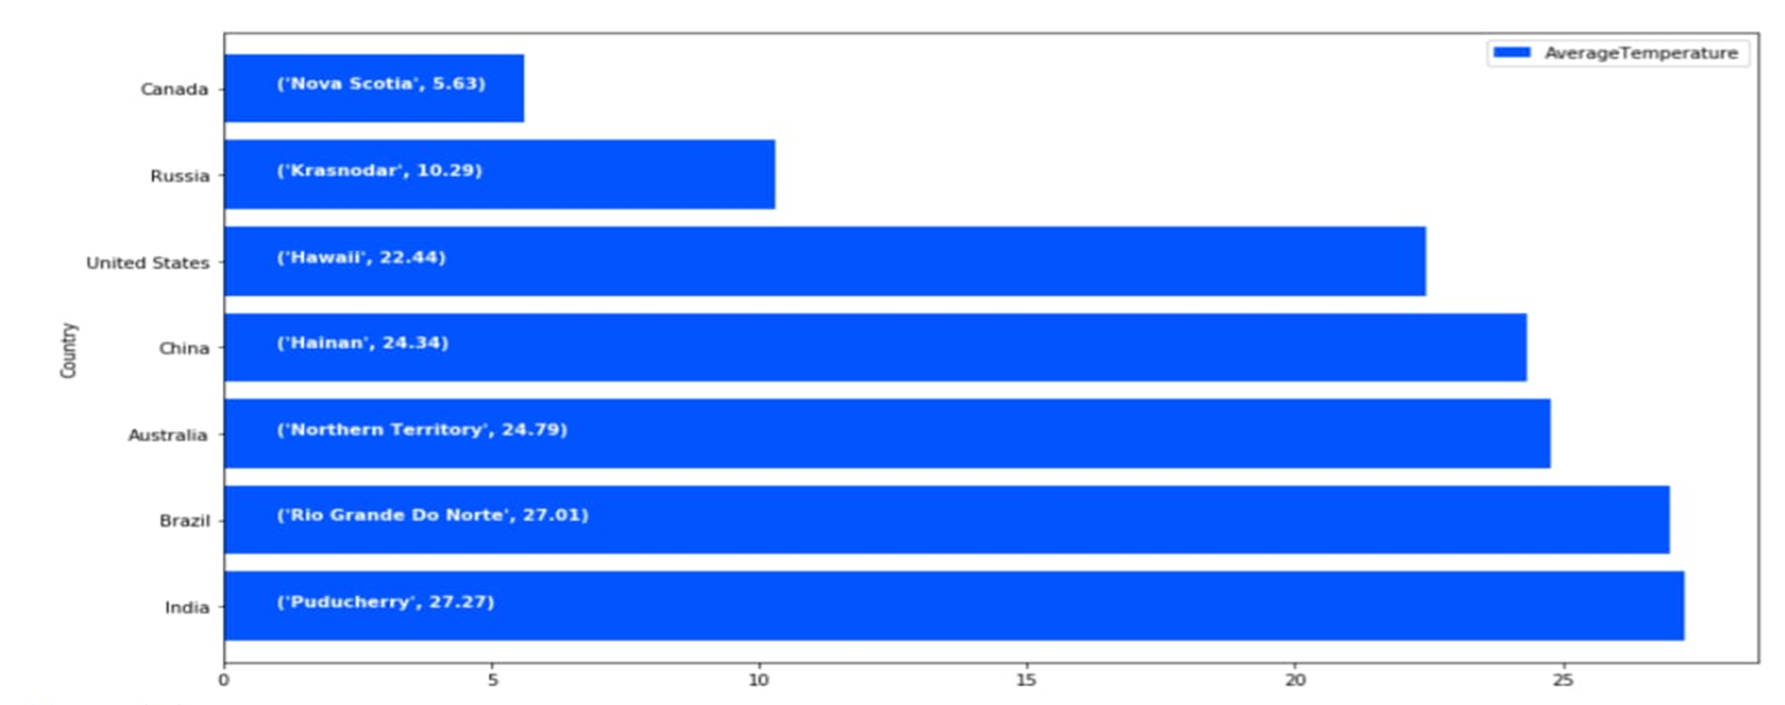 AverageTemperature
Canada ('Nova Scotia', 5.63)
Russia ('Krasnodar', 10.29)
United States ('Hawaii', 22.44)
China ('Hainan', 24.34)
Australia ('Northern Territory', 24.79)
Brazil ('Rio Grande Do Norte', 27.01)
India ('Puducherry', 27.27)
Country
0 5 10 15 20 25